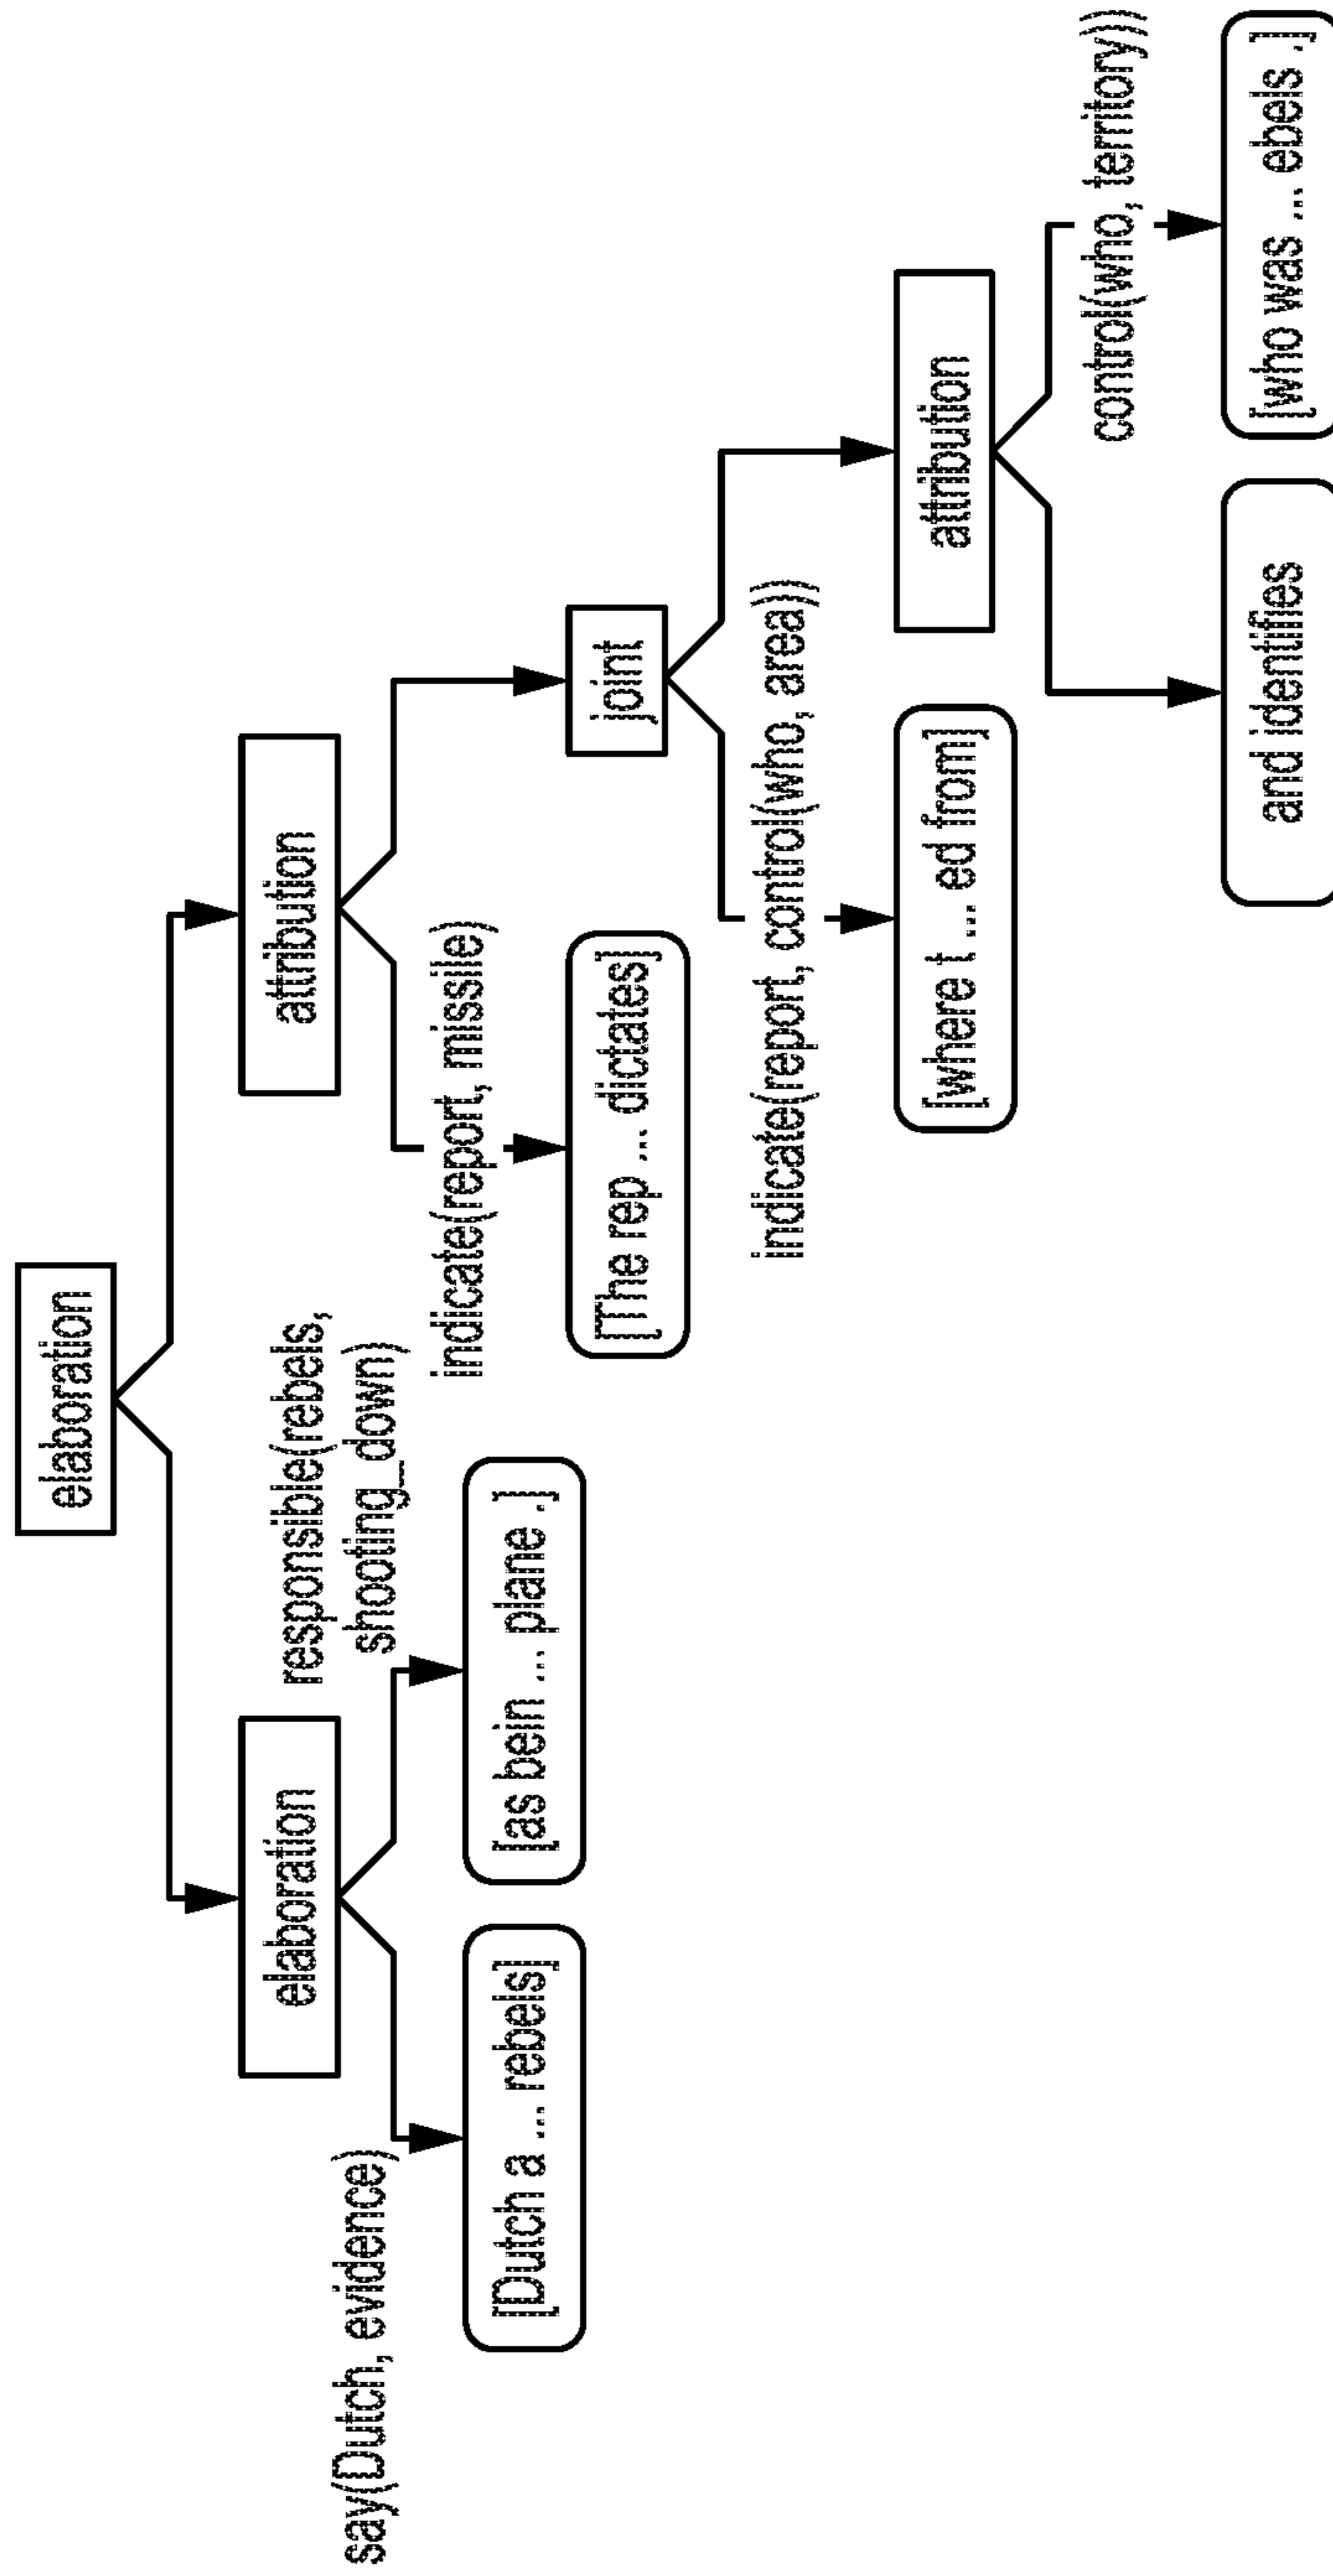 elaboration
elaboration
attribution
say(Dutch, evidence)
responsible(rebels,
shooting_down)
indicate(report, missile)
[Dutch a ... rebels]
[as bein ... plane .]
[The rep ... dictates]
joint
indicate(report, control(who, area))
[where t ... ed from]
attribution
control(who, territory))
and identifies
[who was ... ebels .]